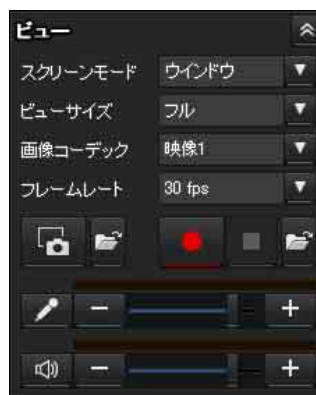 ビュー
スクリーンモード ウインドウ
ビューサイズ フル
画像コーデック 映像1
フレームレート 30 fps